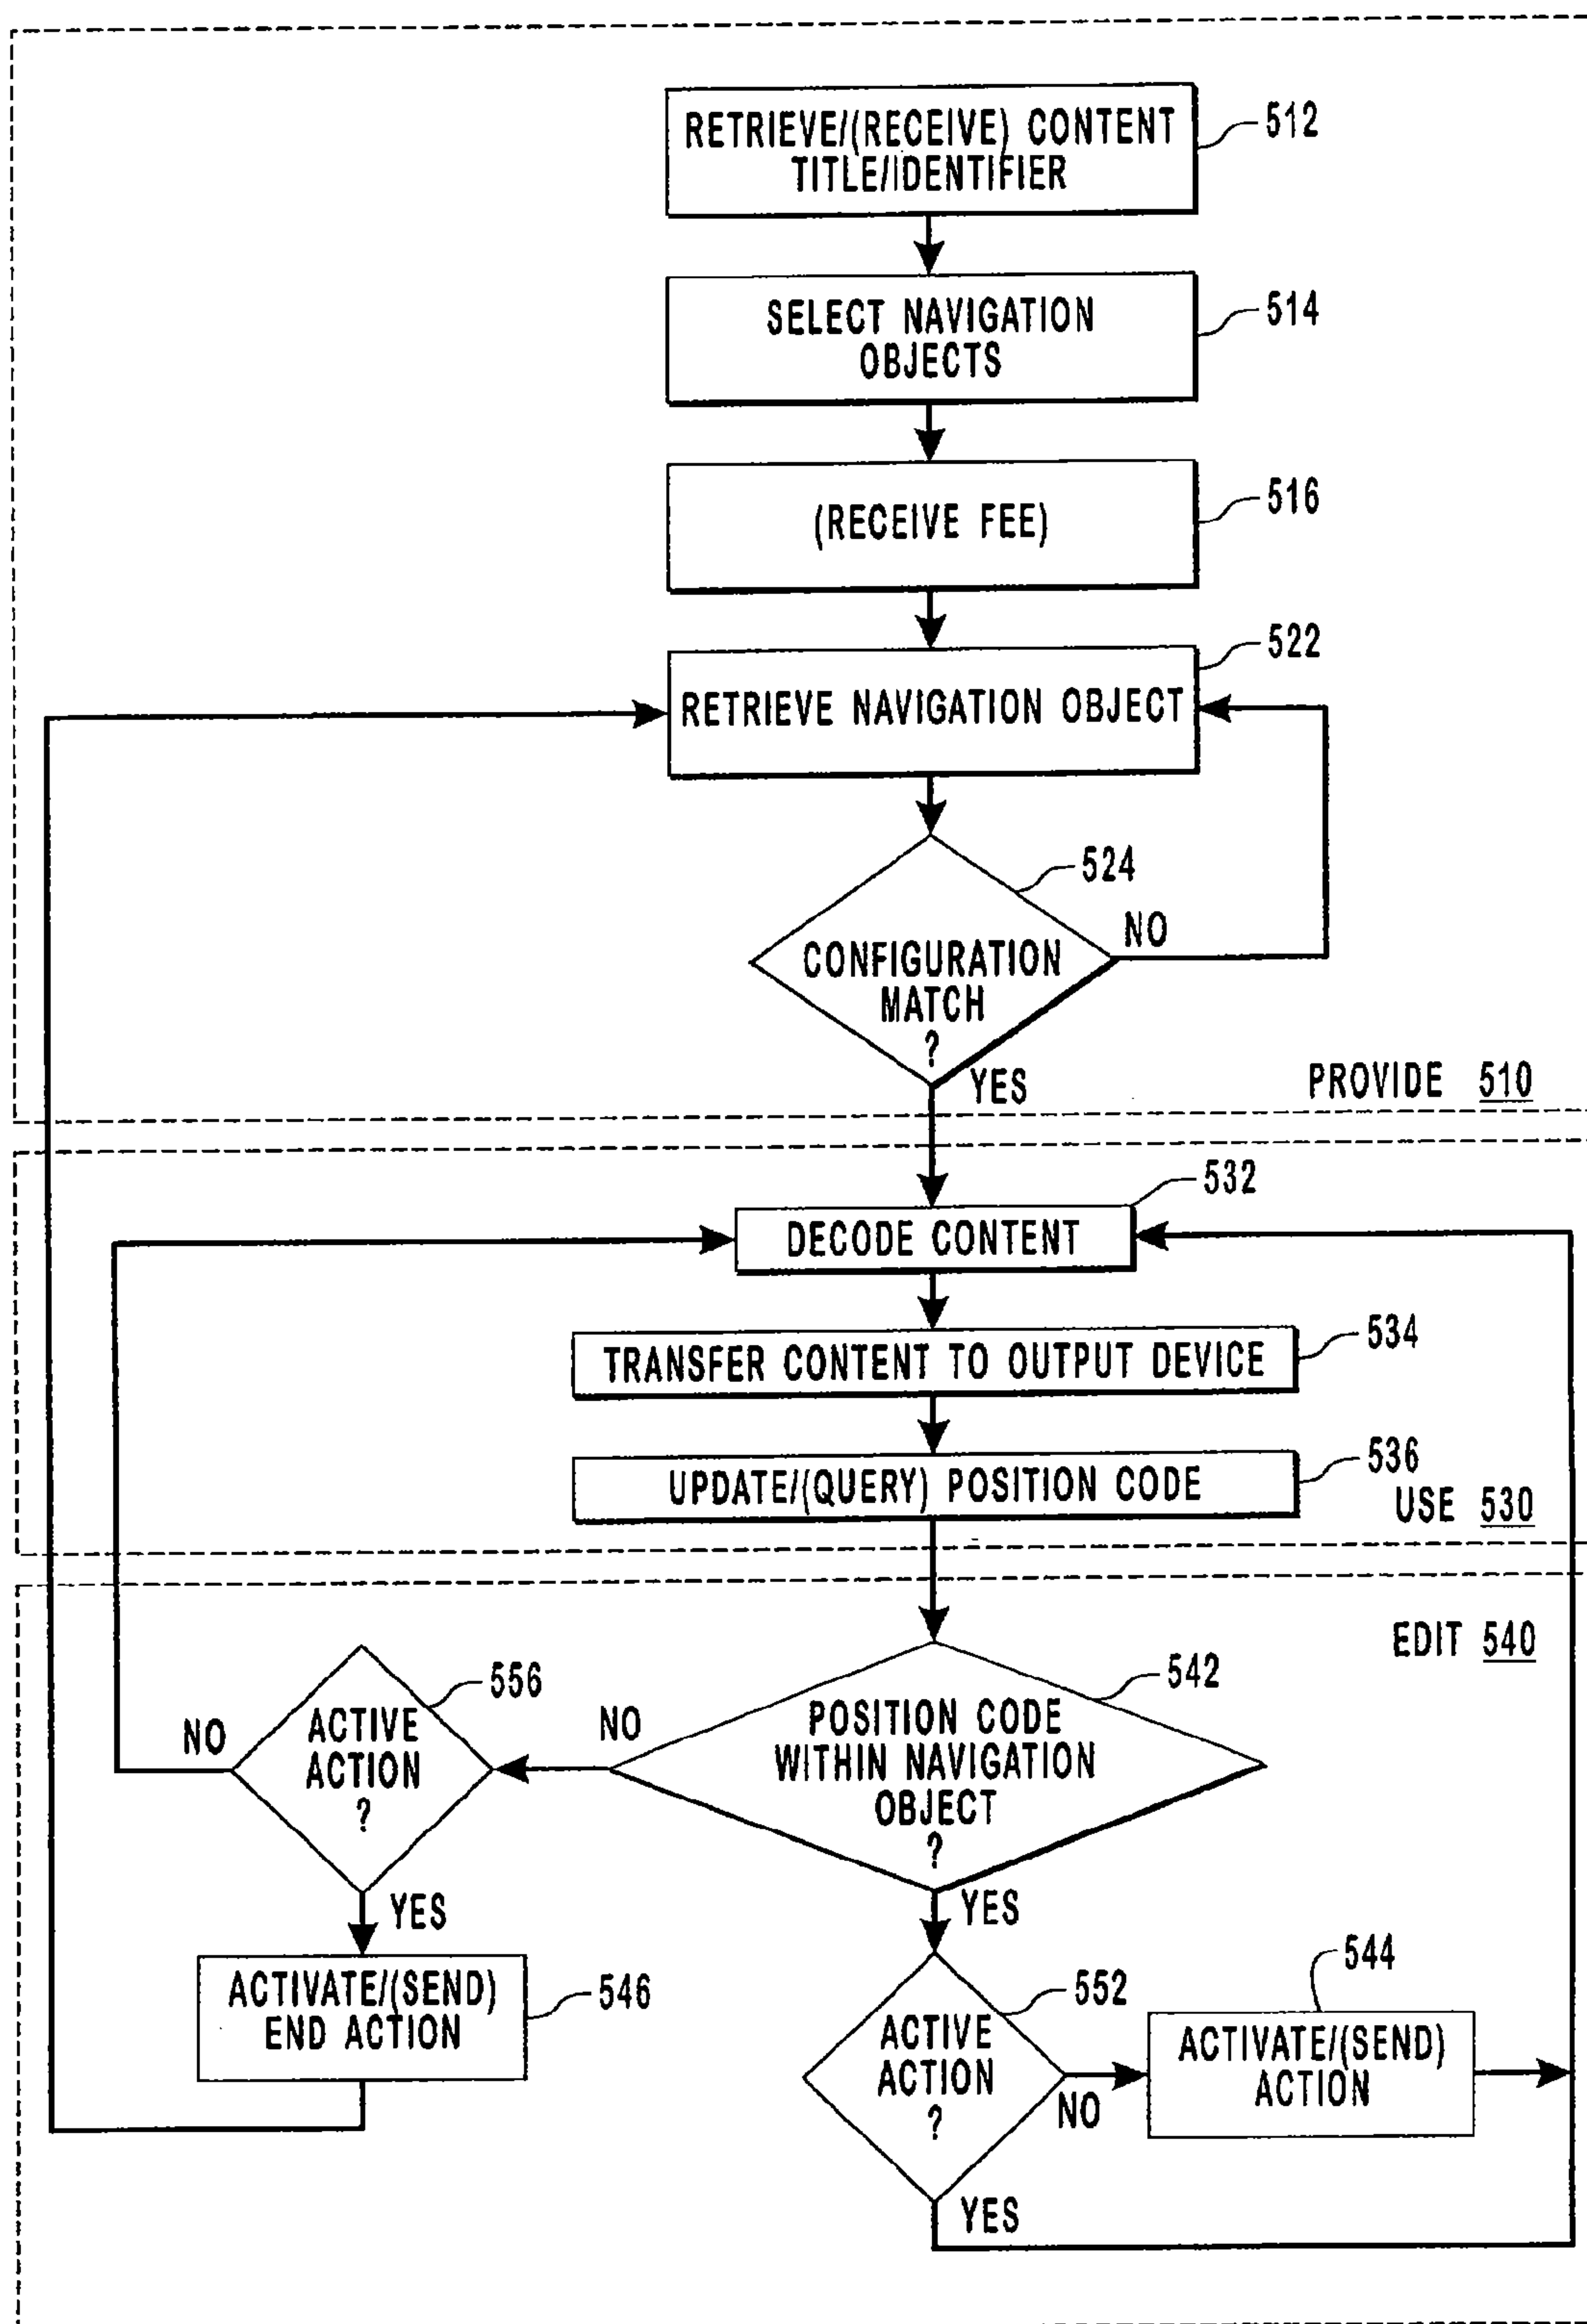 RETRIEVE/(RECEIVE) CONTENT
TITLE/IDENTIFIER
512
SELECT NAVIGATION
OBJECTS
514
(RECEIVE FEE)
516
522
RETRIEVE NAVIGATION OBJECT
524
NO
CONFIGURATION
MATCH
?
YES
PROVIDE 510
532
DECODE CONTENT
534
TRANSFER CONTENT TO OUTPUT DEVICE
536
UPDATE/(QUERY) POSITION CODE
USE 530
EDIT 540
556
NO
ACTIVE
ACTION
?
NO
542
POSITION CODE
WITHIN NAVIGATION
OBJECT
?
YES
YES
ACTIVATE/(SEND)
END ACTION
546
552
ACTIVE
ACTION
?
NO
544
ACTIVATE/(SEND)
ACTION
YES